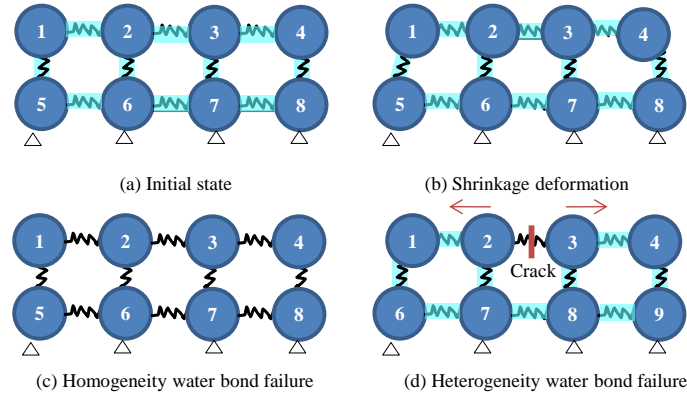 1 2 3 4
5 6 7 8
(a) Initial state
1 2 3 4
5 6 7 8
(b) Shrinkage deformation
1 2 3 4
5 6 7 8
(c) Homogeneity water bond failure
1 2 3 4
Crack
6 7 8 9
(d) Heterogeneity water bond failure